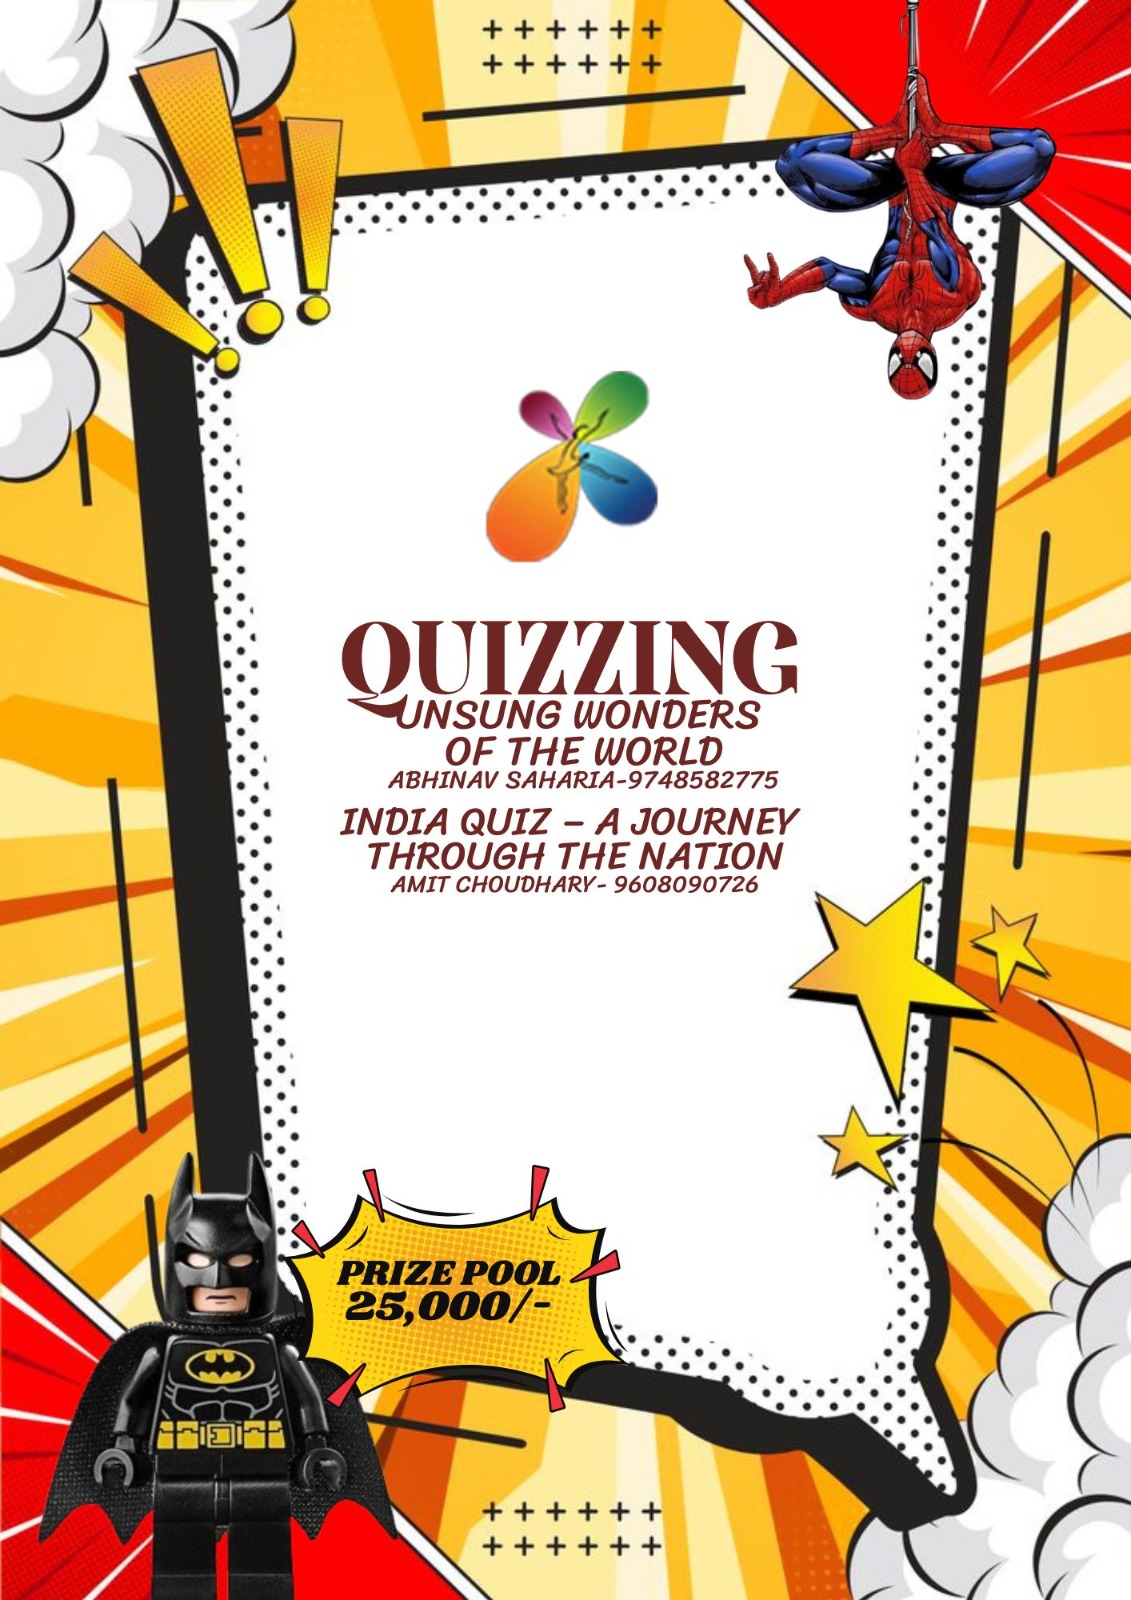 QUIZZING
UNSUNG WONDERS
OF THE WORLD
ABHINAV SAHARIA-9748582775
INDIA QUIZ – A JOURNEY
THROUGH THE NATION
AMIT CHOUDHARY- 9608090726
PRIZE POOL
25,000/-